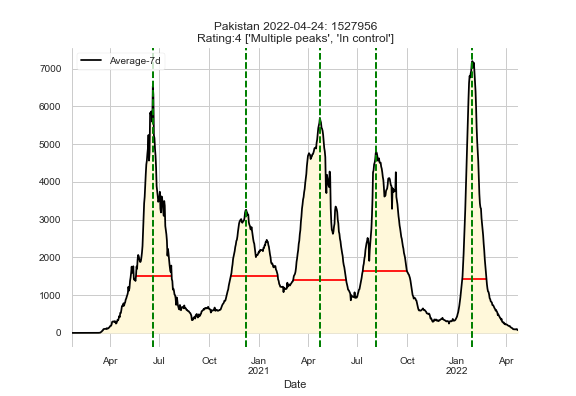 Pakistan 2022-04-24: 1527956
Rating:4 ['Multiple peaks', 'In control']
Average-7d
7000
6000
5000
4000
3000
2000
1000
0
Apr Jul Oct Jan Apr Jul Oct Jan Apr
2021 2022
Date